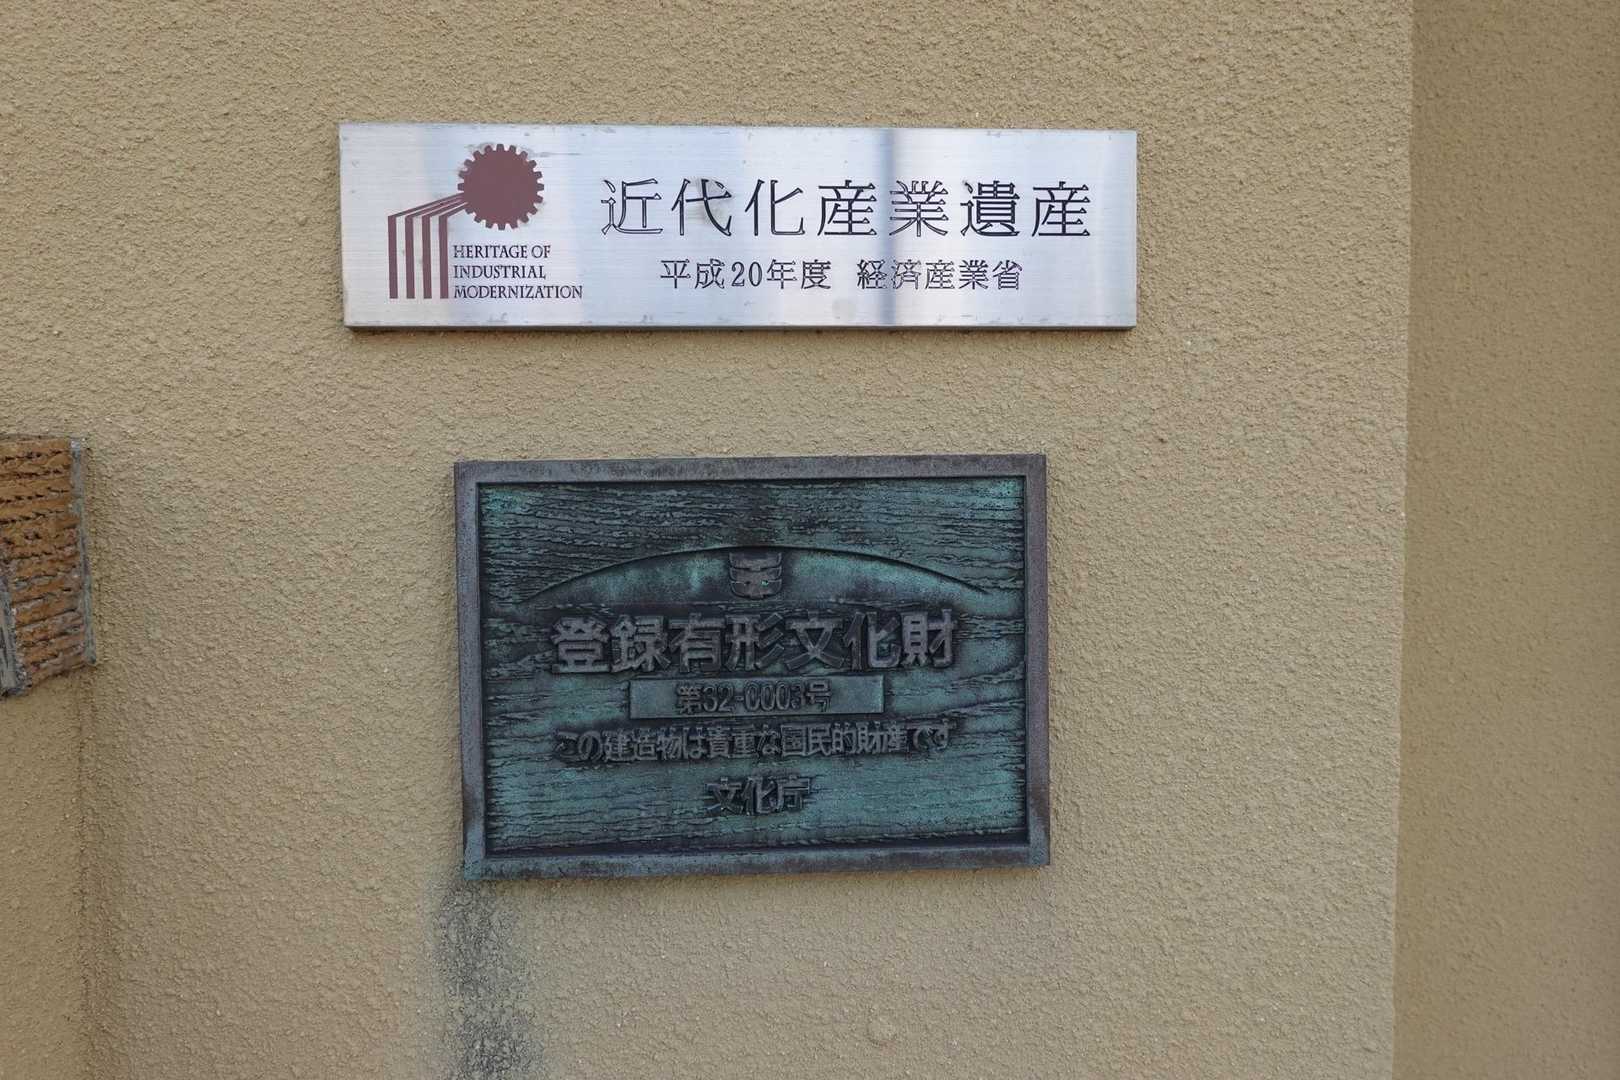 HERITAGE OF
INDUSTRIAL
MODERNIZATION
近代化産業遺産
平成20年度 経済産業省
登録有形文化財
第32-0003号
この建造物は貴重な国民的財産です
文化庁